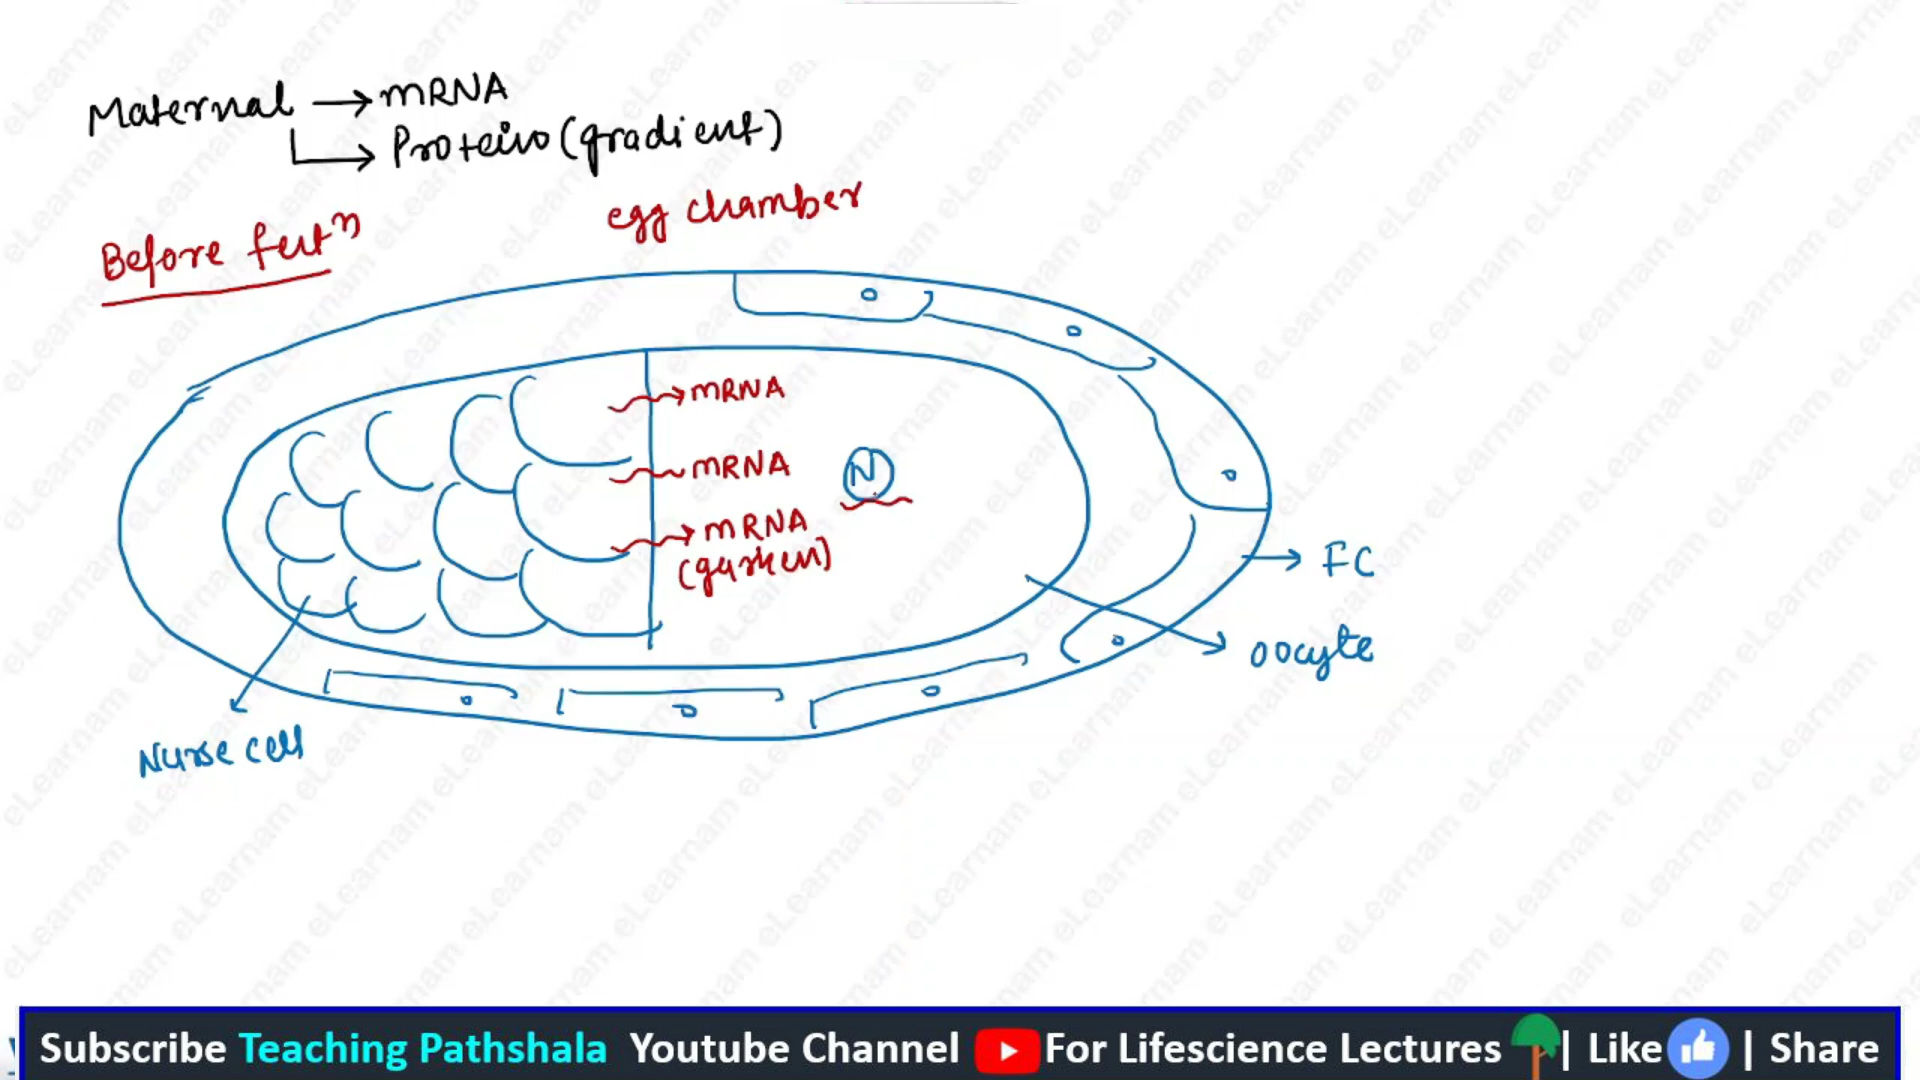 Maternal → mRNA
→ Protein (gradient)
Before fertⁿ
egg chamber
mRNA
mRNA
N
mRNA
(gurken)
FC
oocyte
Nurse cell
Subscribe Teaching Pathshala Youtube Channel For Lifescience Lectures | Like | Share